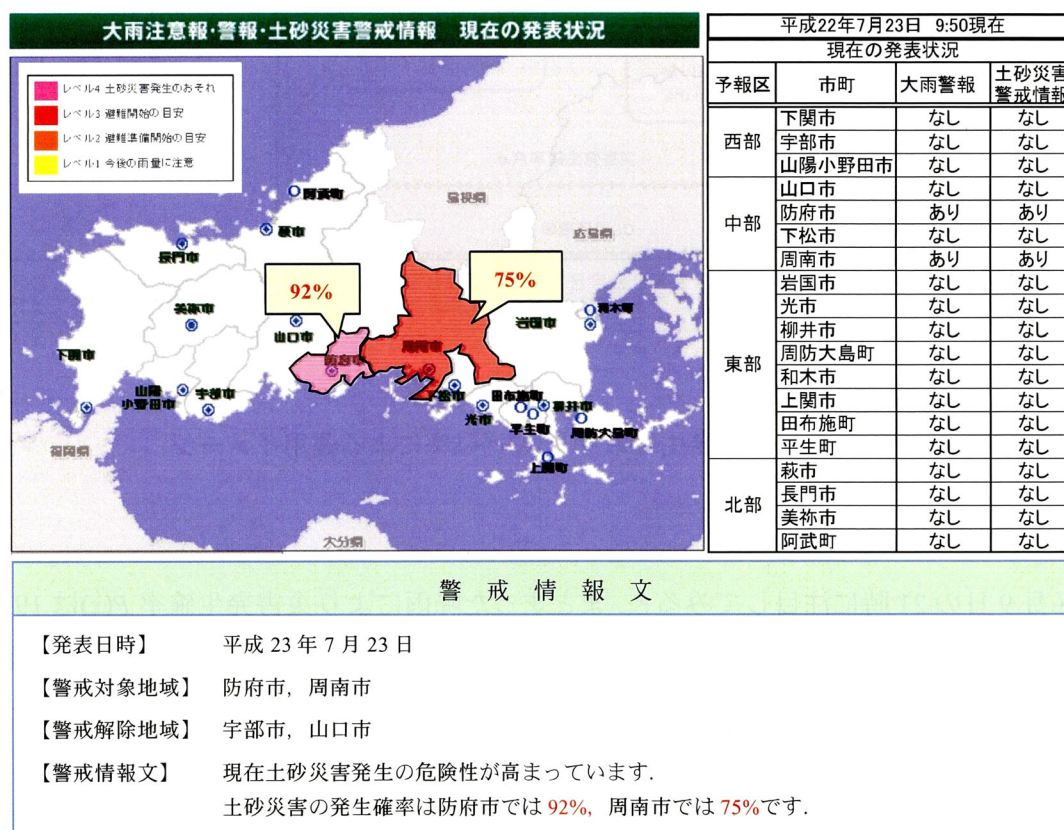 大雨注意報・警報・土砂災害警戒情報　現在の発表状況
レベル4 土砂災害発生のおそれ
レベル3 避難開始の目安
レベル2 避難準備開始の目安
レベル1 今後の雨量に注意
阿武町
島根県
萩市
広島県
長門市
92%
75%
美祢市
和木町
岩国市
山口市
下関市
防府市
周南市
山陽
小野田市
宇部市
下松市
田布施町
光市
柳井市
平生町
周防大島町
福岡県
上関町
大分県
平成22年7月23日　9:50現在
現在の発表状況
予報区 市町 大雨警報 土砂災害
警戒情報
西部
下関市 なし なし
宇部市 なし なし
山陽小野田市 なし なし
中部
山口市 なし なし
防府市 あり あり
下松市 なし なし
周南市 あり あり
東部
岩国市 なし なし
光市 なし なし
柳井市 なし なし
周防大島町 なし なし
和木町 なし なし
上関町 なし なし
田布施町 なし なし
平生町 なし なし
北部
萩市 なし なし
長門市 なし なし
美祢市 なし なし
阿武町 なし なし
警 戒 情 報 文
【発表日時】 平成 23 年 7 月 23 日
【警戒対象地域】 防府市，周南市
【警戒解除地域】 宇部市，山口市
【警戒情報文】 現在土砂災害発生の危険性が高まっています．
土砂災害の発生確率は防府市では 92%，周南市では 75%です．